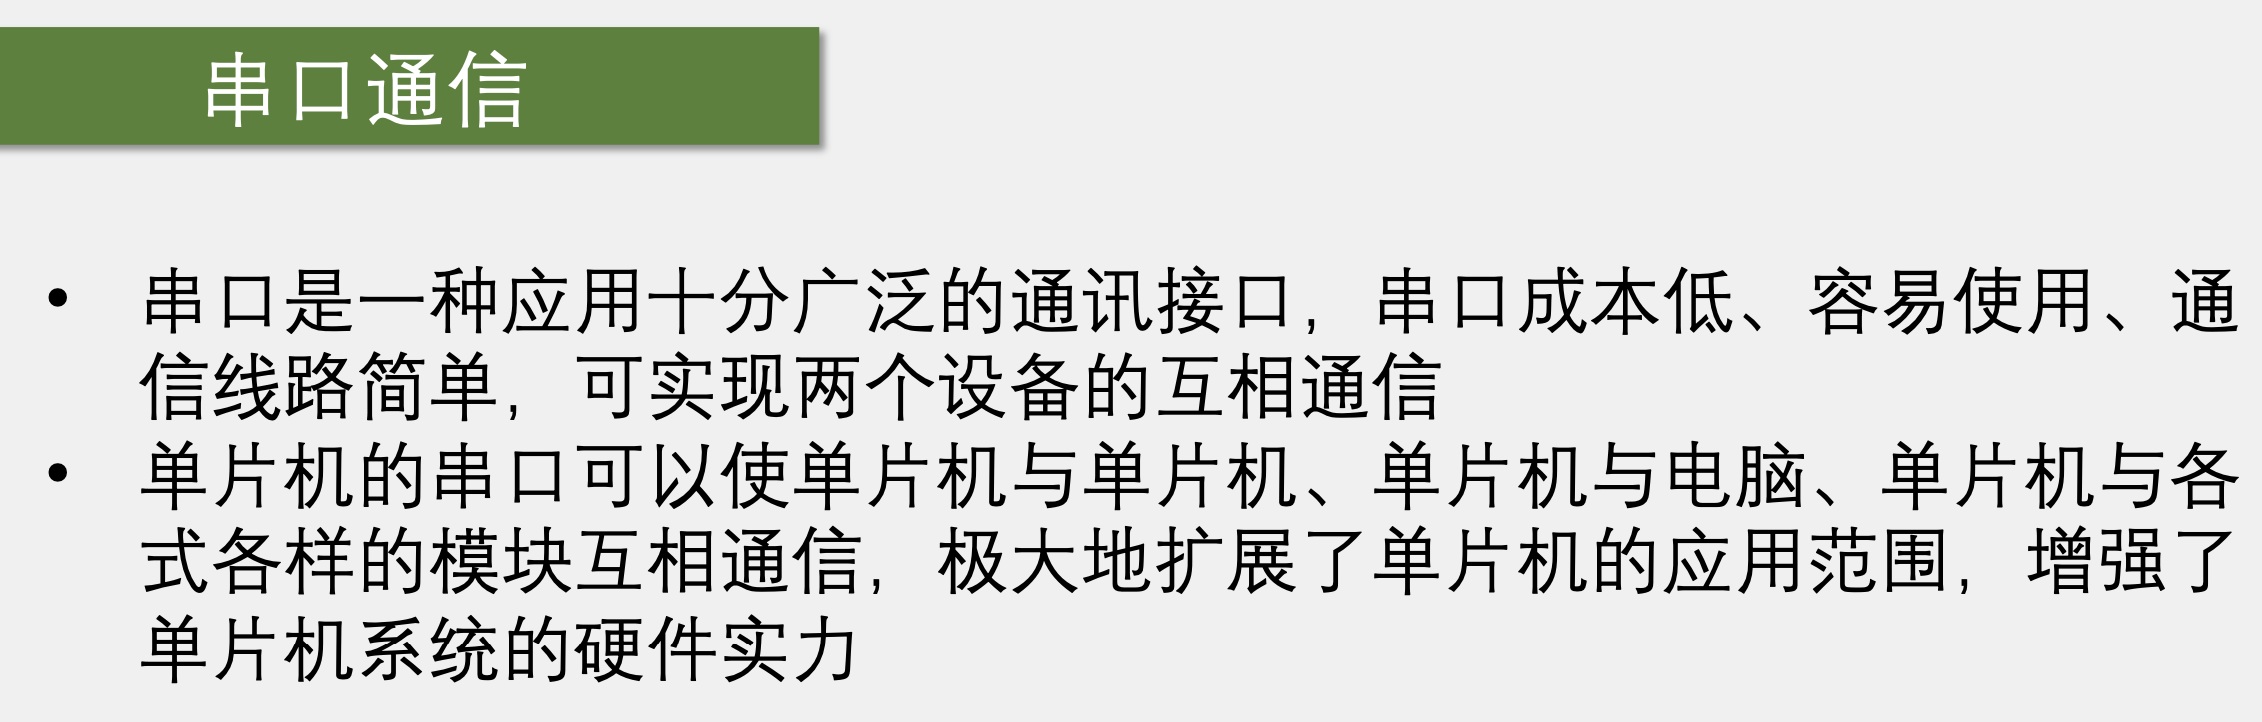 串口通信
• 串口是一种应用十分广泛的通讯接口，串口成本低、容易使用、通
信线路简单，可实现两个设备的互相通信
• 单片机的串口可以使单片机与单片机、单片机与电脑、单片机与各
式各样的模块互相通信，极大地扩展了单片机的应用范围，增强了
单片机系统的硬件实力